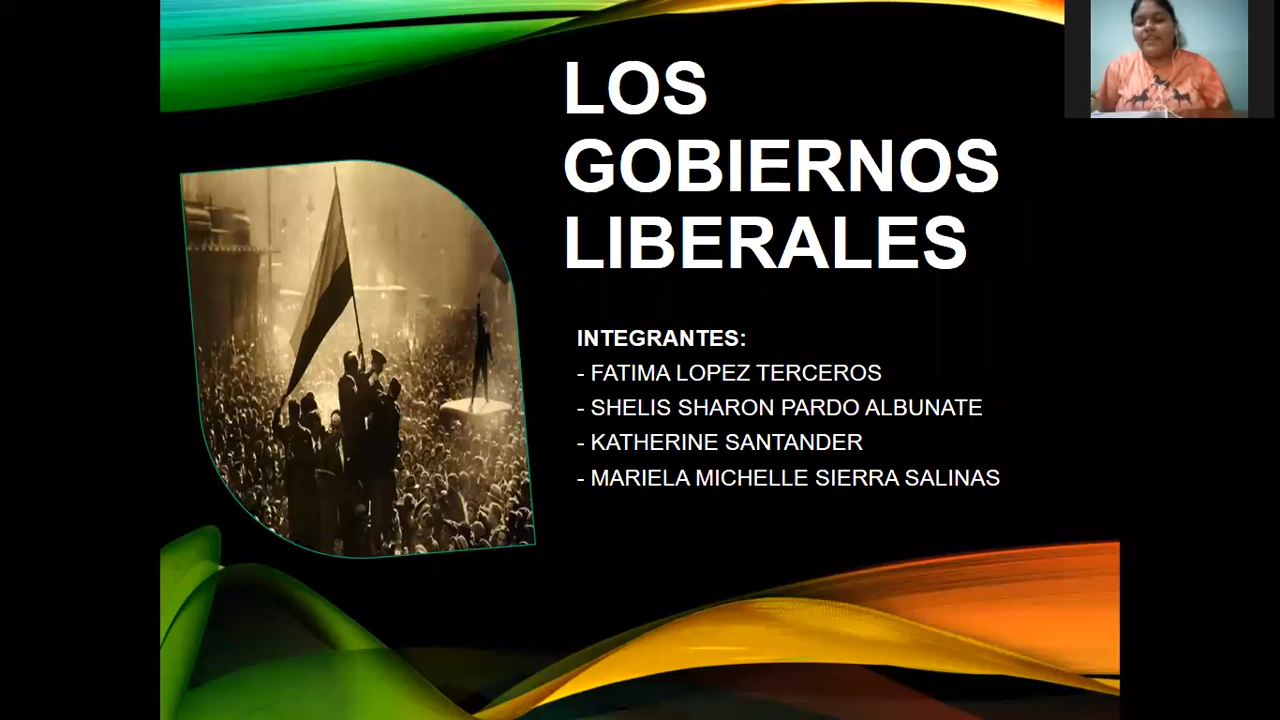 LOS
GOBIERNOS
LIBERALES
INTEGRANTES:
- FATIMA LOPEZ TERCEROS
- SHELIS SHARON PARDO ALBUNATE
- KATHERINE SANTANDER
- MARIELA MICHELLE SIERRA SALINAS